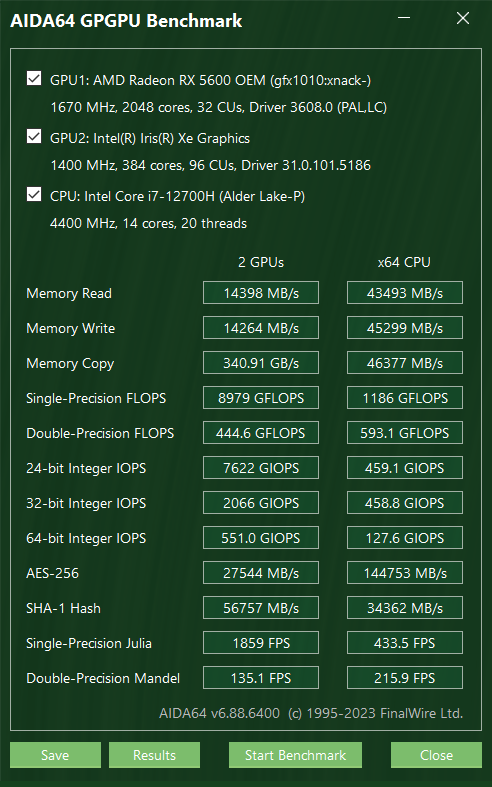 AIDA64 GPGPU Benchmark
GPU1: AMD Radeon RX 5600 OEM (gfx1010:xnack-)
1670 MHz, 2048 cores, 32 CUs, Driver 3608.0 (PAL,LC)
GPU2: Intel(R) Iris(R) Xe Graphics
1400 MHz, 384 cores, 96 CUs, Driver 31.0.101.5186
CPU: Intel Core i7-12700H (Alder Lake-P)
4400 MHz, 14 cores, 20 threads
2 GPUs x64 CPU
Memory Read 14398 MB/s 43493 MB/s
Memory Write 14264 MB/s 45299 MB/s
Memory Copy 340.91 GB/s 46377 MB/s
Single-Precision FLOPS 8979 GFLOPS 1186 GFLOPS
Double-Precision FLOPS 444.6 GFLOPS 593.1 GFLOPS
24-bit Integer IOPS 7622 GIOPS 459.1 GIOPS
32-bit Integer IOPS 2066 GIOPS 458.8 GIOPS
64-bit Integer IOPS 551.0 GIOPS 127.6 GIOPS
AES-256 27544 MB/s 144753 MB/s
SHA-1 Hash 56757 MB/s 34362 MB/s
Single-Precision Julia 1859 FPS 433.5 FPS
Double-Precision Mandel 135.1 FPS 215.9 FPS
AIDA64 v6.88.6400 (c) 1995-2023 FinalWire Ltd.
Save Results Start Benchmark Close